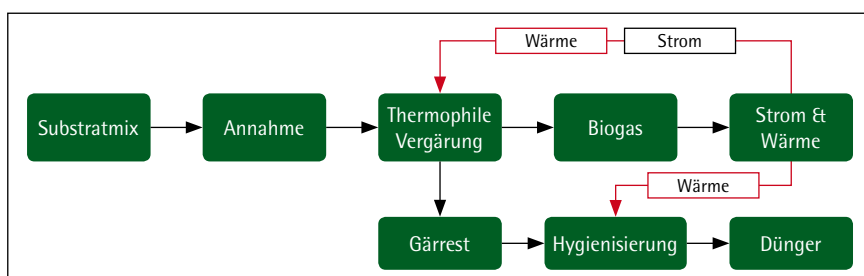 Wärme
Strom
Substratmix
Annahme
Thermophile
Vergärung
Biogas
Strom &
Wärme
Wärme
Gärrest
Hygienisierung
Dünger